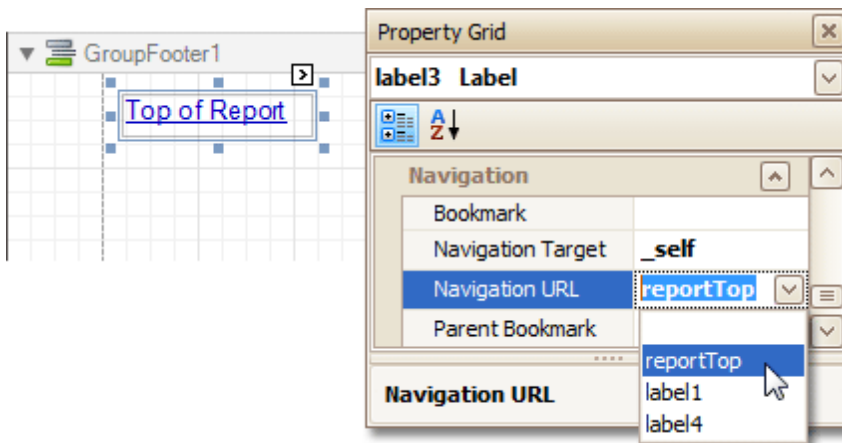 GroupFooter1
Top of Report
Property Grid
label3 Label
A
Z
Navigation
Bookmark
Navigation Target _self
Navigation URL reportTop
Parent Bookmark
reportTop
label1
label4
Navigation URL